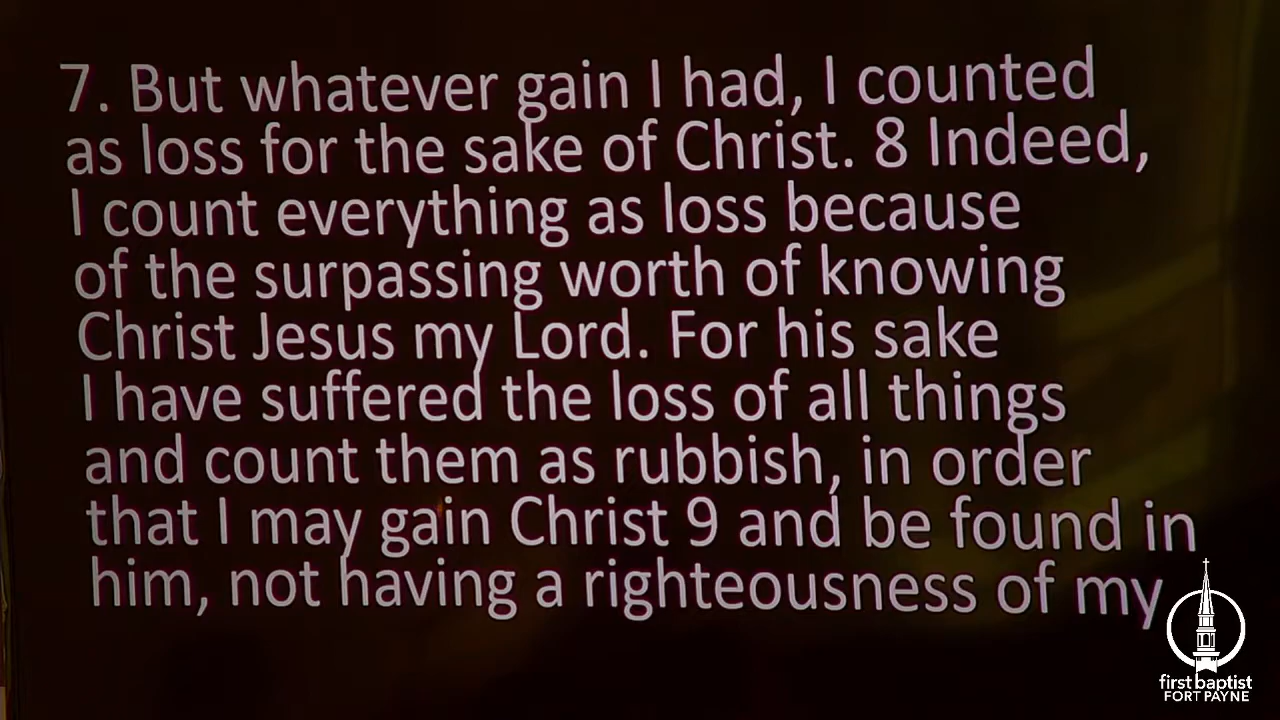 7. But whatever gain I had, I counted
as loss for the sake of Christ. 8 Indeed,
I count everything as loss because
of the surpassing worth of knowing
Christ Jesus my Lord. For his sake
I have suffered the loss of all things
and count them as rubbish, in order
that I may gain Christ 9 and be found in
him, not having a righteousness of my
first baptist
FORT PAYNE